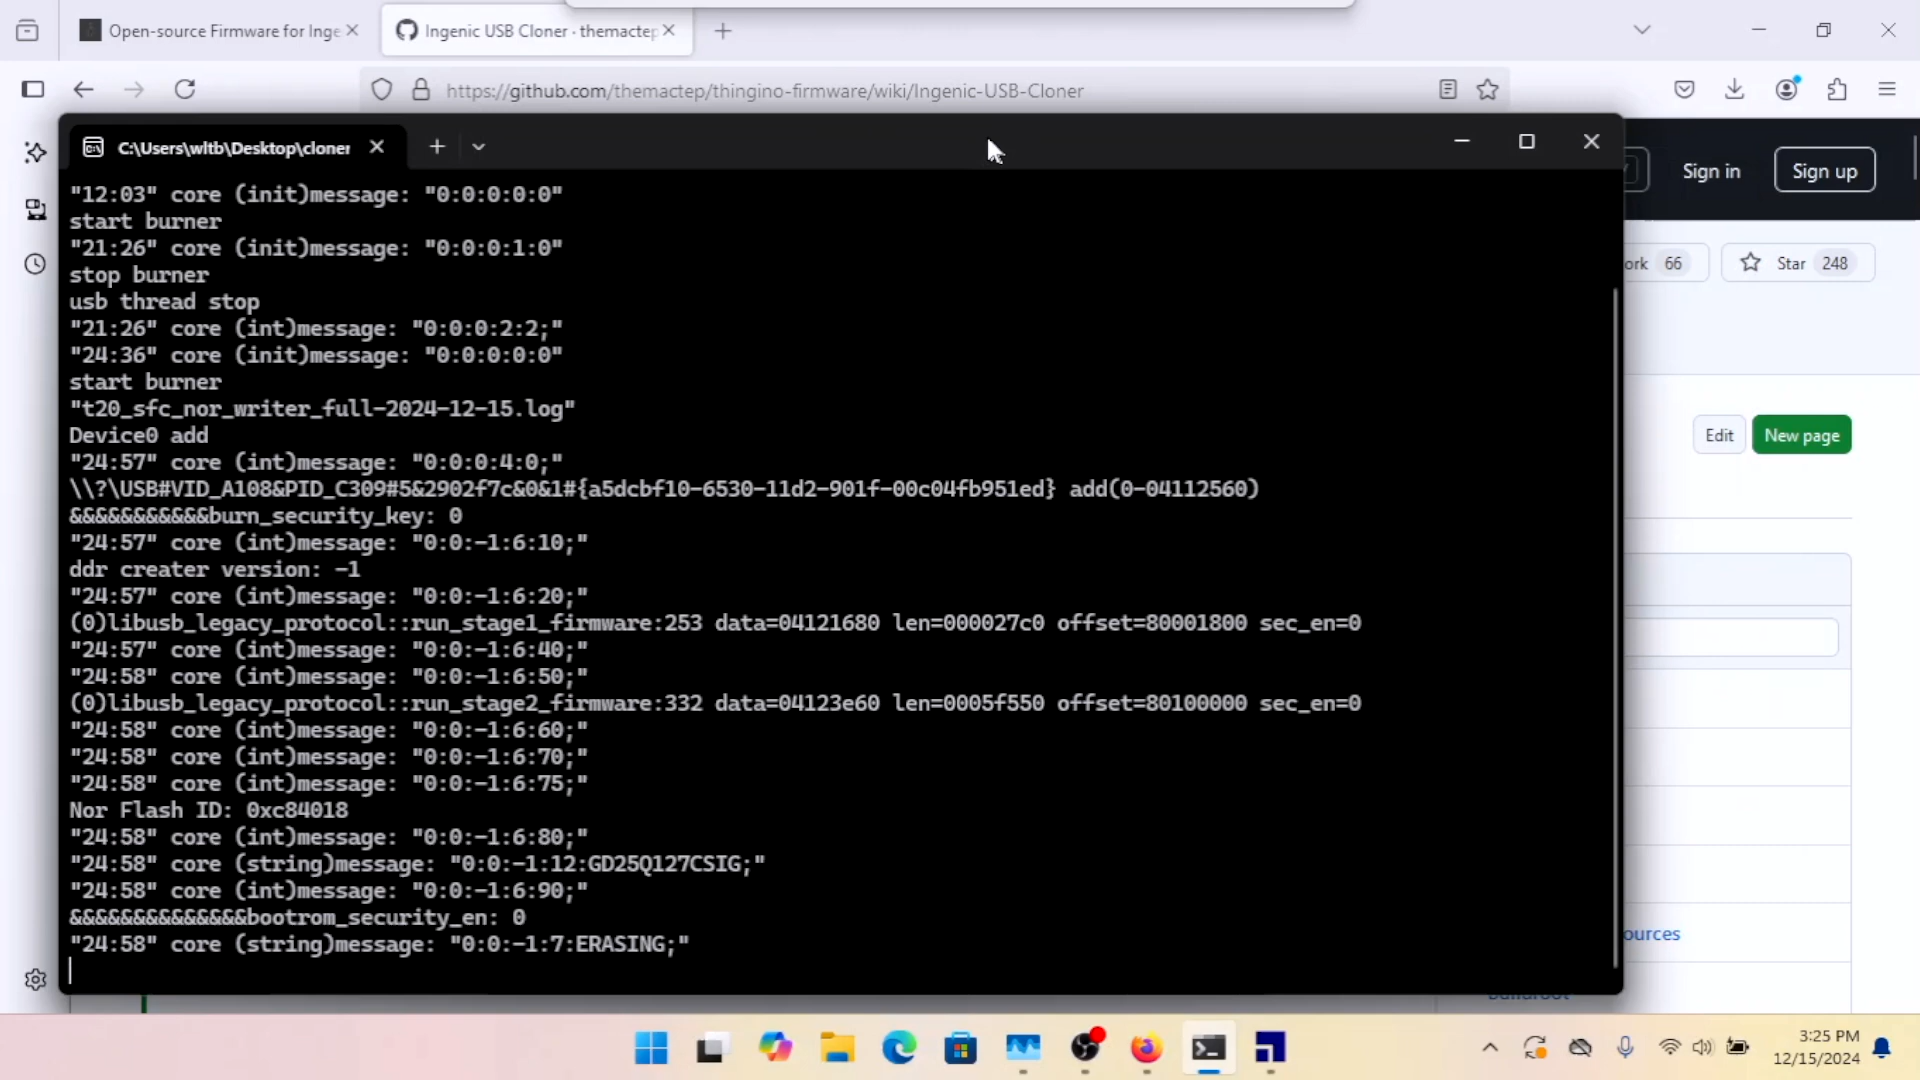 Open-source Firmware for Inge
Ingenic USB Cloner · themactep
https://github.com/themactep/thingino-firmware/wiki/Ingenic-USB-Cloner
C:\Users\wltb\Desktop\cloner
Sign in
Sign up
ork 66
Star 248
Edit
New page
"12:03" core (init)message: "0:0:0:0:0"
start burner
"21:26" core (init)message: "0:0:0:1:0"
stop burner
usb thread stop
"21:26" core (int)message: "0:0:0:2:2;"
"24:36" core (init)message: "0:0:0:0:0"
start burner
"t20_sfc_nor_writer_full-2024-12-15.log"
Device0 add
"24:57" core (int)message: "0:0:0:4:0;"
\\?\USB#VID_A108&PID_C309#5&2902f7c&0&1#{a5dcbf10-6530-11d2-901f-00c04fb951ed} add(0-04112560)
&&&&&&&&&&&burn_security_key: 0
"24:57" core (int)message: "0:0:-1:6:10;"
ddr creater version: -1
"24:57" core (int)message: "0:0:-1:6:20;"
(0)libusb_legacy_protocol::run_stage1_firmware:253 data=04121680 len=000027c0 offset=80001800 sec_en=0
"24:57" core (int)message: "0:0:-1:6:40;"
"24:58" core (int)message: "0:0:-1:6:50;"
(0)libusb_legacy_protocol::run_stage2_firmware:332 data=04123e60 len=0005f550 offset=80100000 sec_en=0
"24:58" core (int)message: "0:0:-1:6:60;"
"24:58" core (int)message: "0:0:-1:6:70;"
"24:58" core (int)message: "0:0:-1:6:75;"
Nor Flash ID: 0xc84018
"24:58" core (int)message: "0:0:-1:6:80;"
"24:58" core (string)message: "0:0:-1:12:GD25Q127CSIG;"
"24:58" core (int)message: "0:0:-1:6:90;"
&&&&&&&&&&&&&&bootrom_security_en: 0
"24:58" core (string)message: "0:0:-1:7:ERASING;"
ources
3:25 PM
12/15/2024